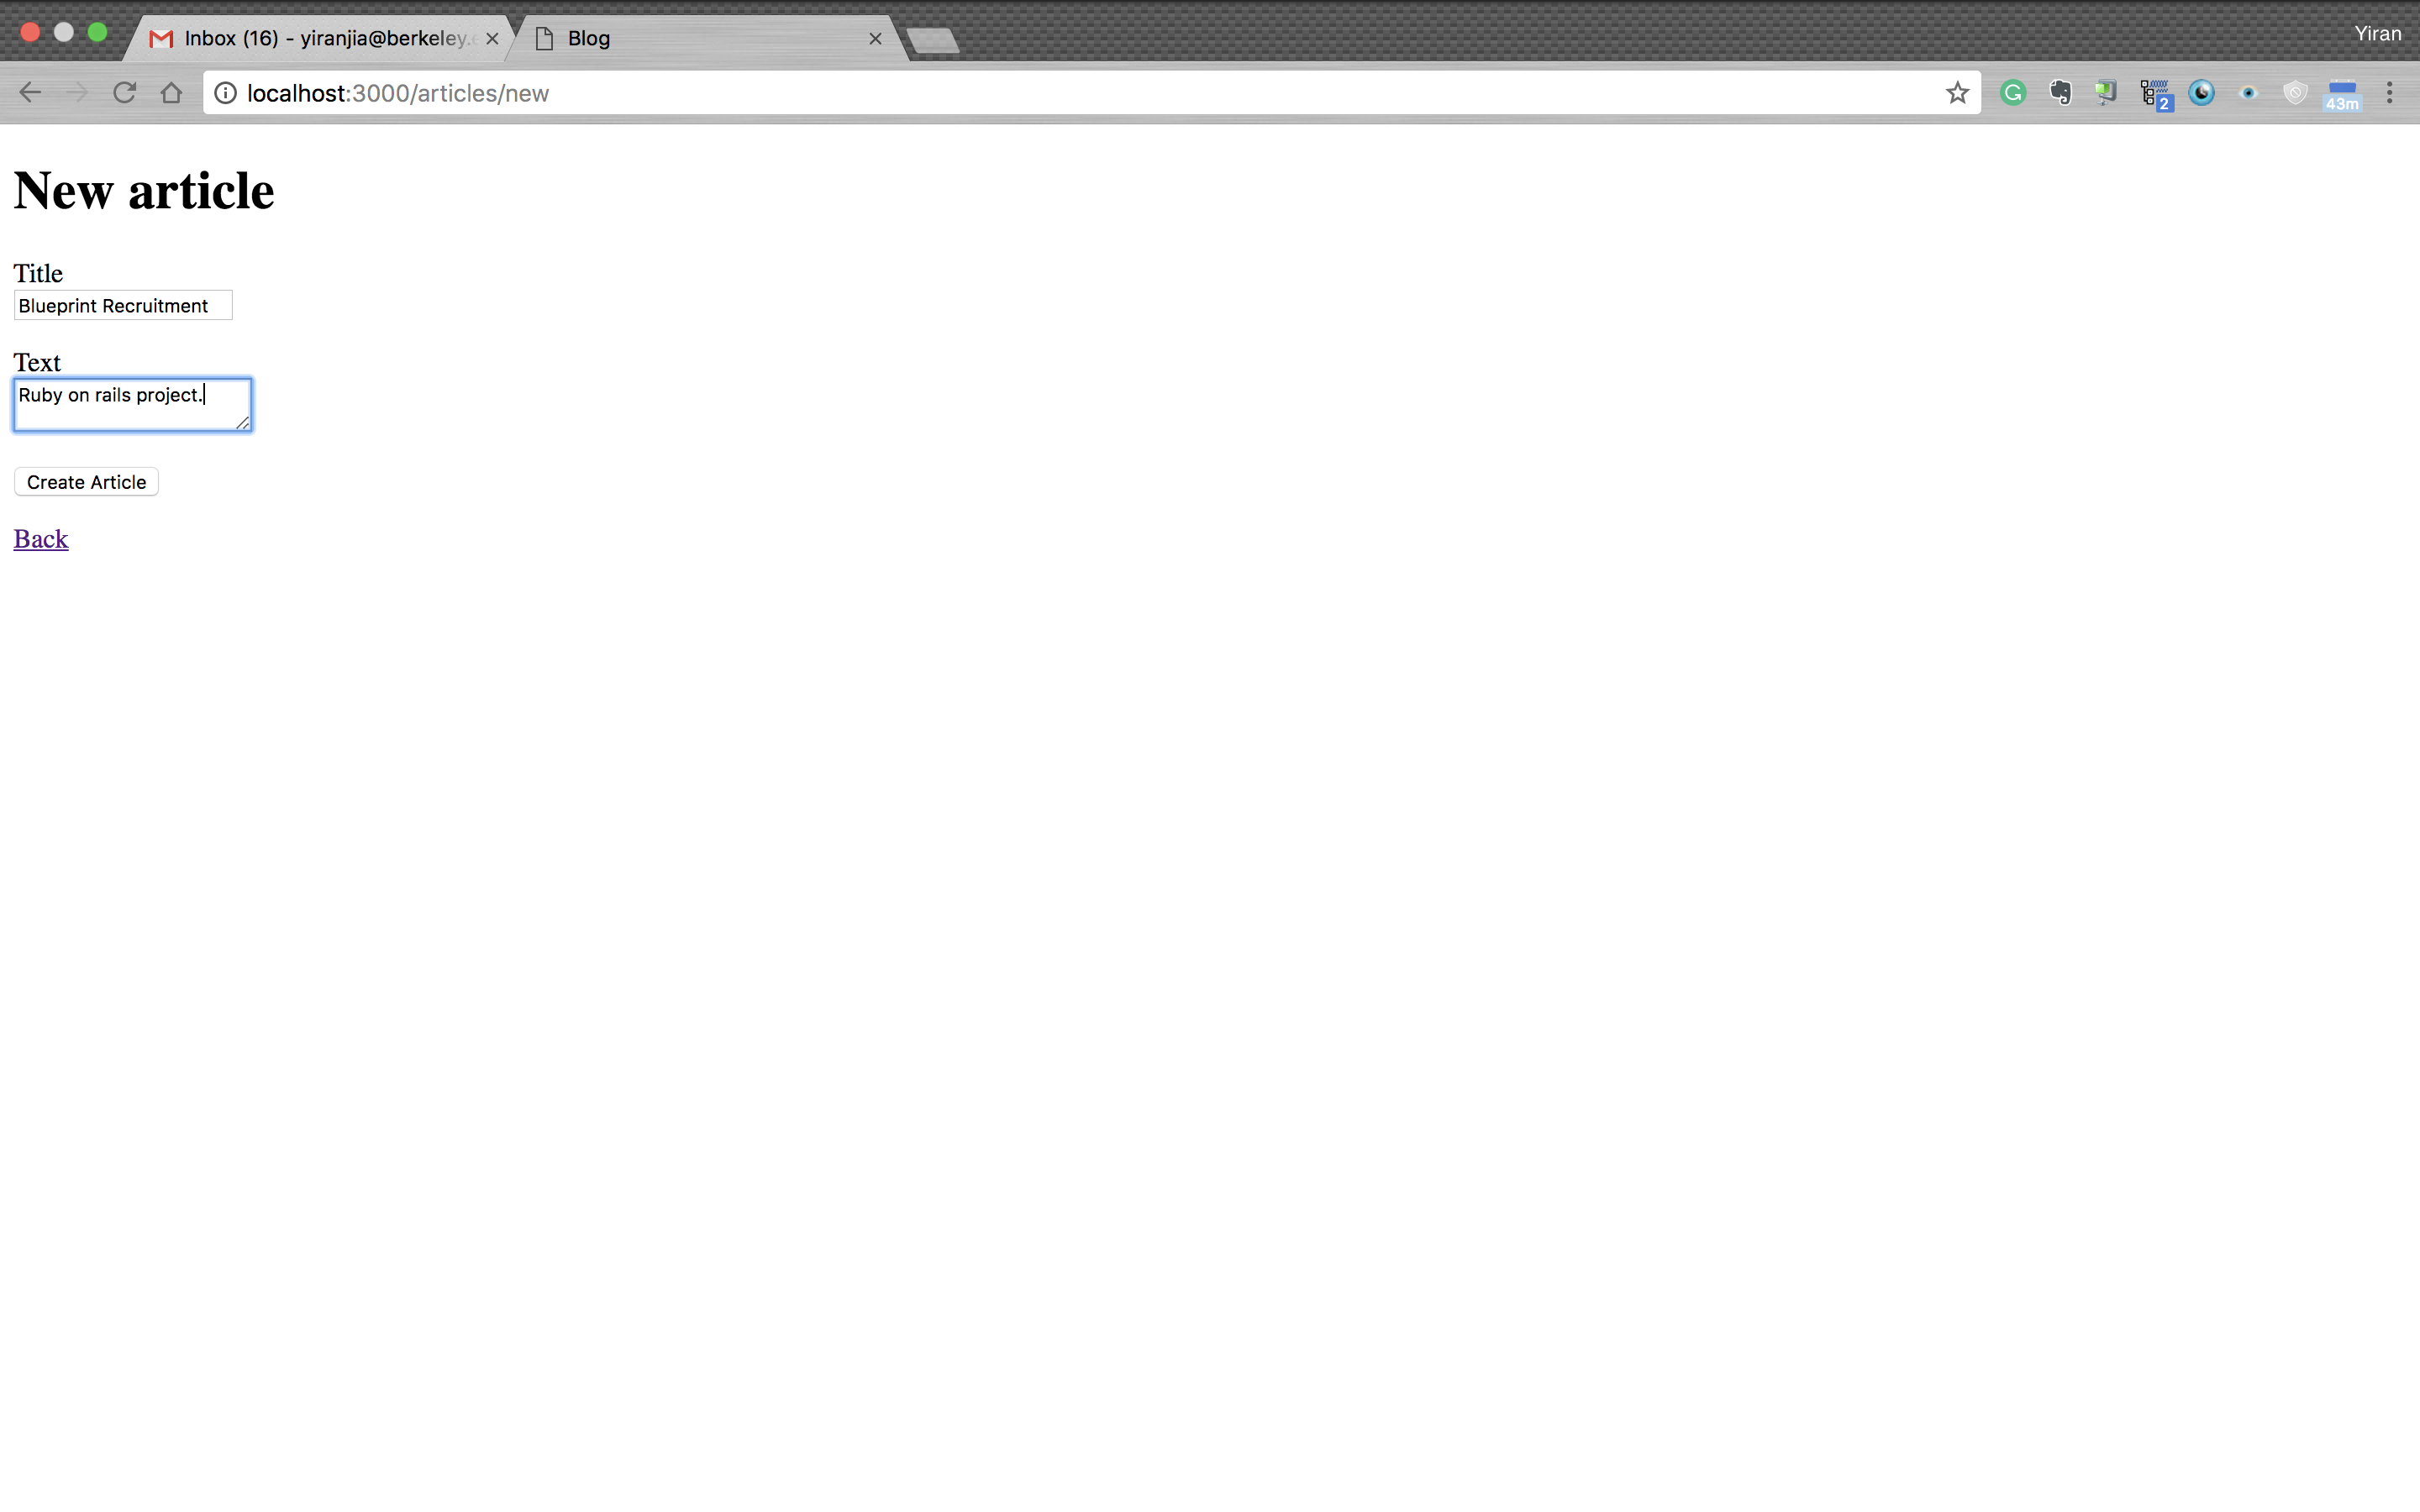 Inbox (16) - yiranjia@berkeley.
Blog
Yiran
localhost:3000/articles/new
2
43m
New article
Title
Blueprint Recruitment
Text
Ruby on rails project.
Create Article
Back